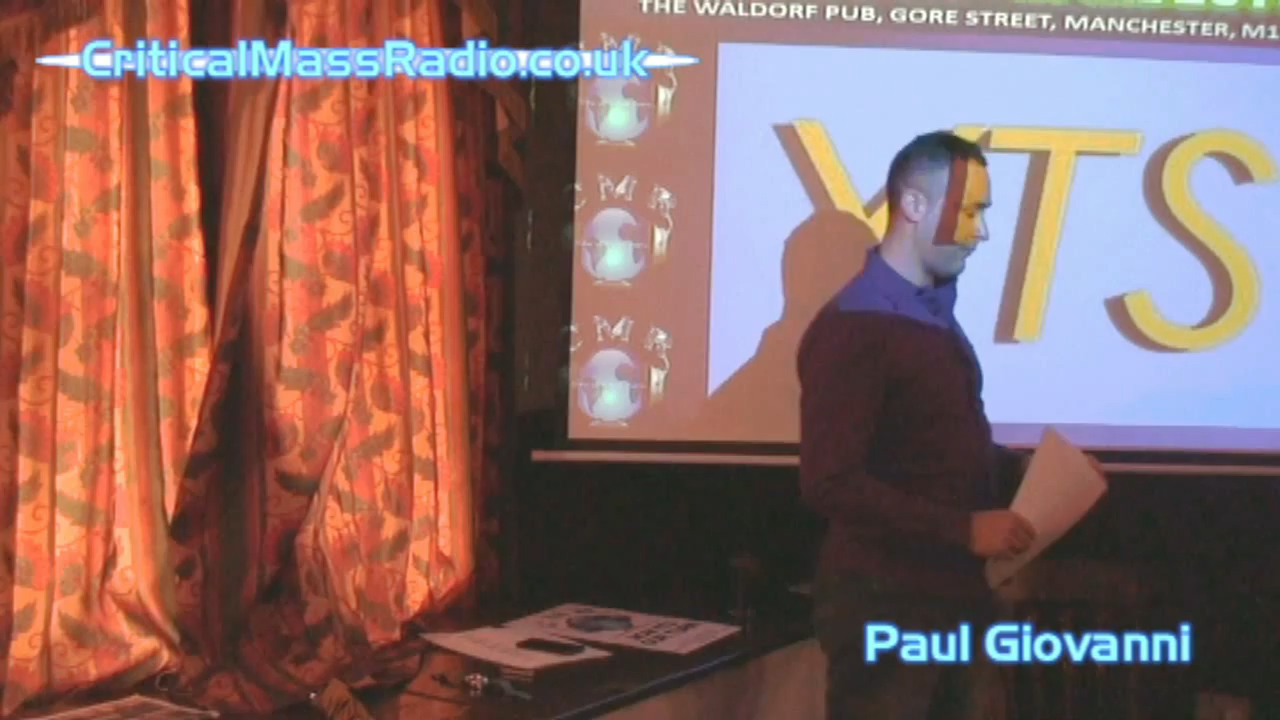 THE WALDORF PUB, GORE STREET, MANCHESTER, M1
CriticalMassRadio.co.uk
C M R
YTS
C M R
C M R
Paul Giovanni